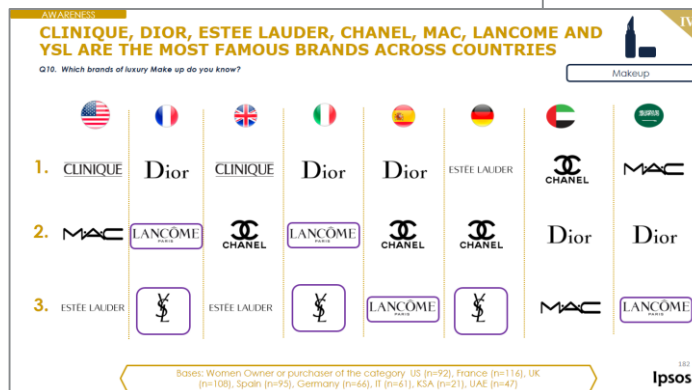 AWARENESS
CLINIQUE, DIOR, ESTEE LAUDER, CHANEL, MAC, LANCOME AND
YSL ARE THE MOST FAMOUS BRANDS ACROSS COUNTRIES
IV
Q10. Which brands of luxury Make up do you know?
Makeup
1. CLINIQUE Dior CLINIQUE Dior Dior ESTĒE LAUDER CHANEL M·A·C
2. M·A·C LANCÔME PARIS CHANEL LANCÔME PARIS CHANEL CHANEL Dior Dior
3. ESTĒE LAUDER YSL ESTĒE LAUDER YSL LANCÔME PARIS YSL M·A·C LANCÔME PARIS
Bases: Women Owner or purchaser of the category US (n=92), France (n=116), UK
(n=108), Spain (n=95), Germany (n=66), IT (n=61), KSA (n=21), UAE (n=47)
182
Ipsos